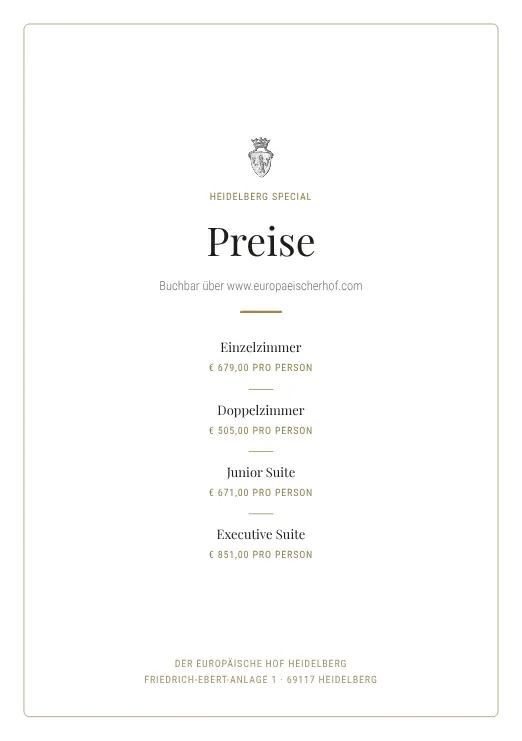 HEIDELBERG SPECIAL
Preise
Buchbar über www.europaeischerhof.com
Einzelzimmer
€ 679,00 PRO PERSON
Doppelzimmer
€ 505,00 PRO PERSON
Junior Suite
€ 671,00 PRO PERSON
Executive Suite
€ 851,00 PRO PERSON
DER EUROPÄISCHE HOF HEIDELBERG
FRIEDRICH-EBERT-ANLAGE 1 · 69117 HEIDELBERG